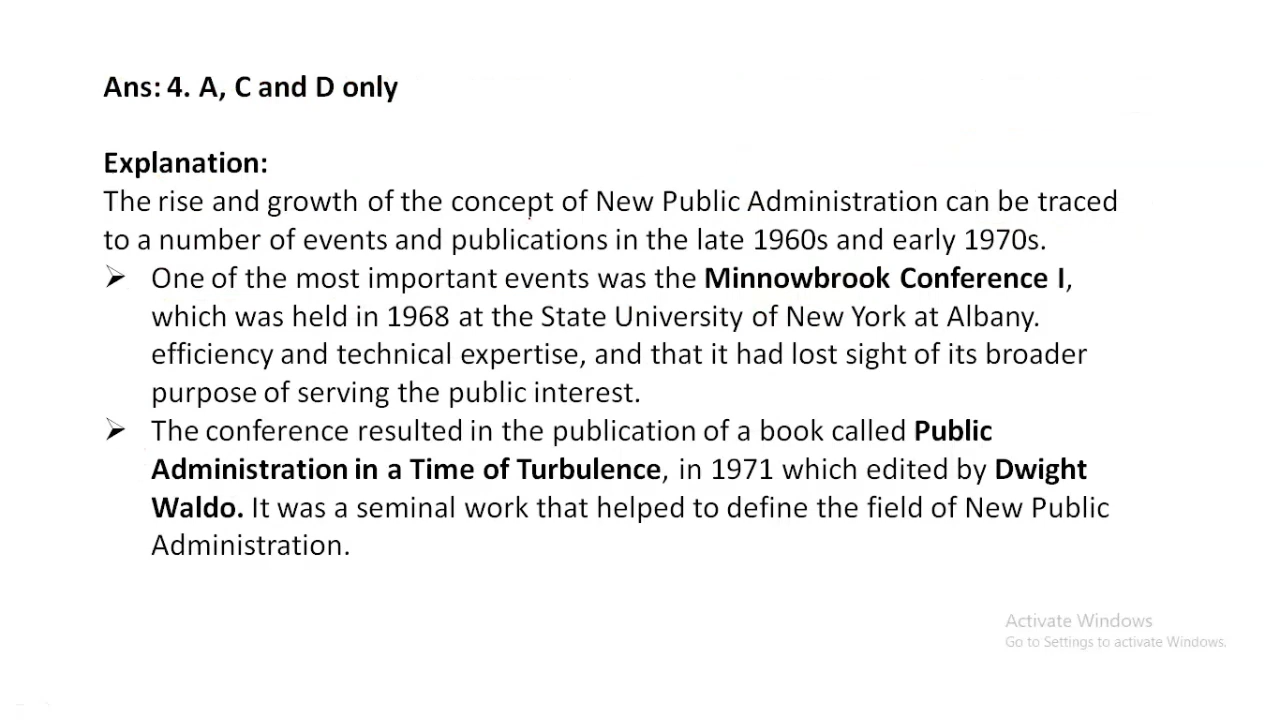 Ans: 4. A, C and D only
Explanation:
The rise and growth of the concept of New Public Administration can be traced
to a number of events and publications in the late 1960s and early 1970s.
➢ One of the most important events was the Minnowbrook Conference I,
which was held in 1968 at the State University of New York at Albany.
efficiency and technical expertise, and that it had lost sight of its broader
purpose of serving the public interest.
➢ The conference resulted in the publication of a book called Public
Administration in a Time of Turbulence, in 1971 which edited by Dwight
Waldo. It was a seminal work that helped to define the field of New Public
Administration.
Activate Windows
Go to Settings to activate Windows.